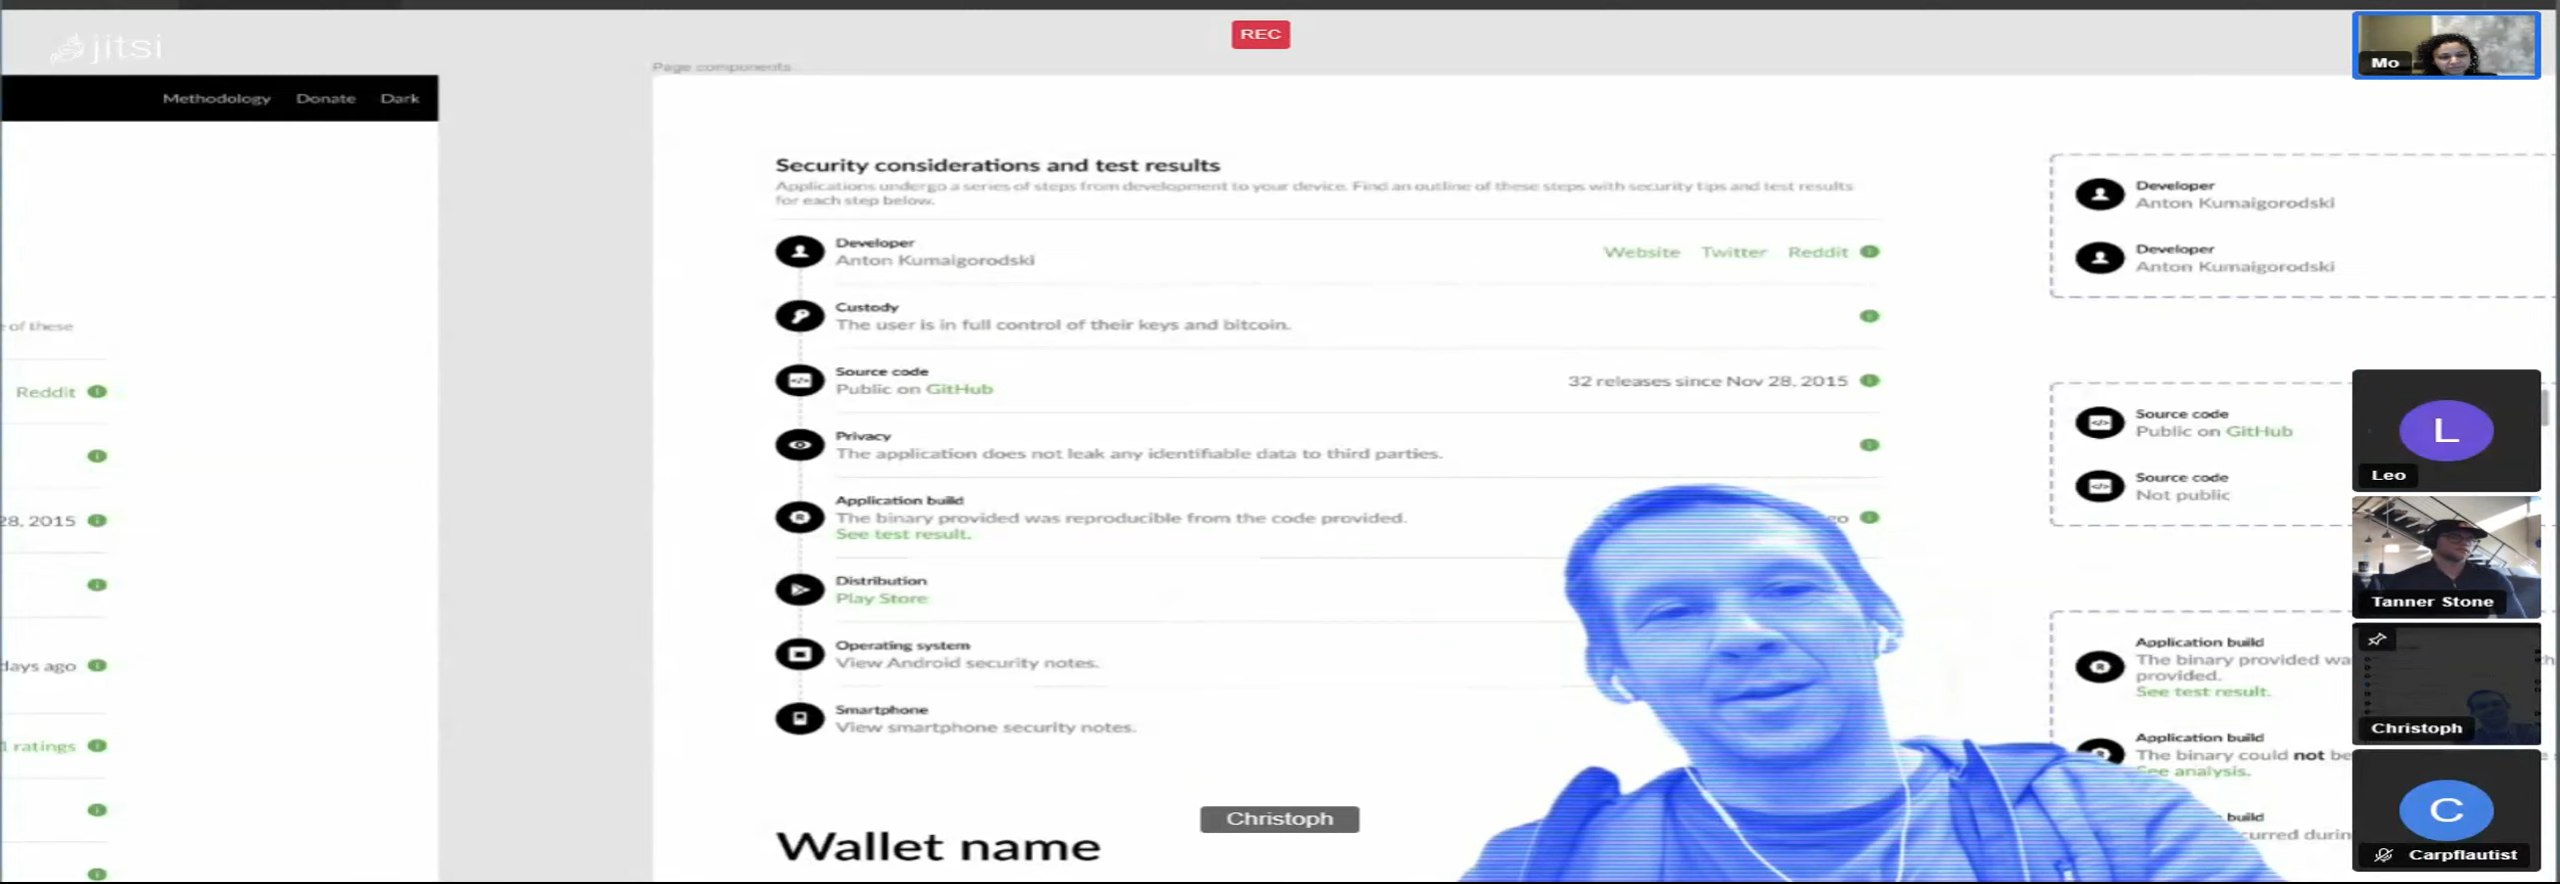 jitsi
REC
Page components
Methodology Donate Dark
of these
Reddit
28, 2015
days ago
1 ratings
Security considerations and test results
Applications undergo a series of steps from development to your device. Find an outline of these steps with security tips and test results
for each step below.
Developer
Anton Kumaigorodski
Website Twitter Reddit
Custody
The user is in full control of their keys and bitcoin.
Source code
Public on GitHub
32 releases since Nov 28, 2015
Privacy
The application does not leak any identifiable data to third parties.
Application build
The binary provided was reproducible from the code provided.
See test result.
go
Distribution
Play Store
Operating system
View Android security notes.
Smartphone
View smartphone security notes.
Wallet name
Christoph
Developer
Anton Kumaigorodski
Developer
Anton Kumaigorodski
Source code
Public on GitHub
Source code
Not public
Application build
The binary provided wa
provided.
See test result.
Application build
The binary could not be
See analysis.
build
curred durin
Mo
L
Leo
Tanner Stone
Christoph
C
Carpflautist